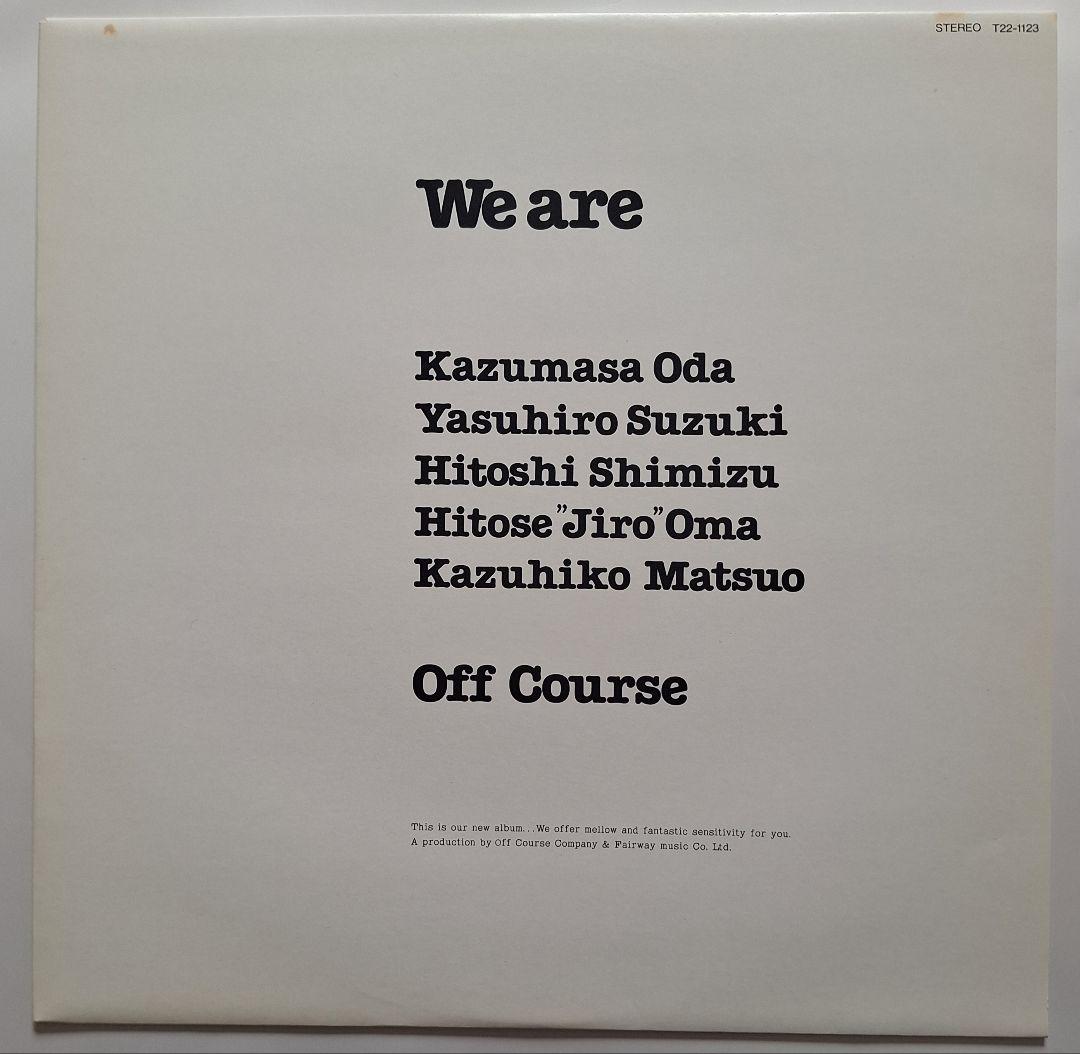 STEREO T22-1123
We are
Kazumasa Oda
Yasuhiro Suzuki
Hitoshi Shimizu
Hitose ”Jiro” Oma
Kazuhiko Matsuo
Off Course
This is our new album...We offer mellow and fantastic sensitivity for you.
A production by Off Course Company & Fairway music Co. Ltd.